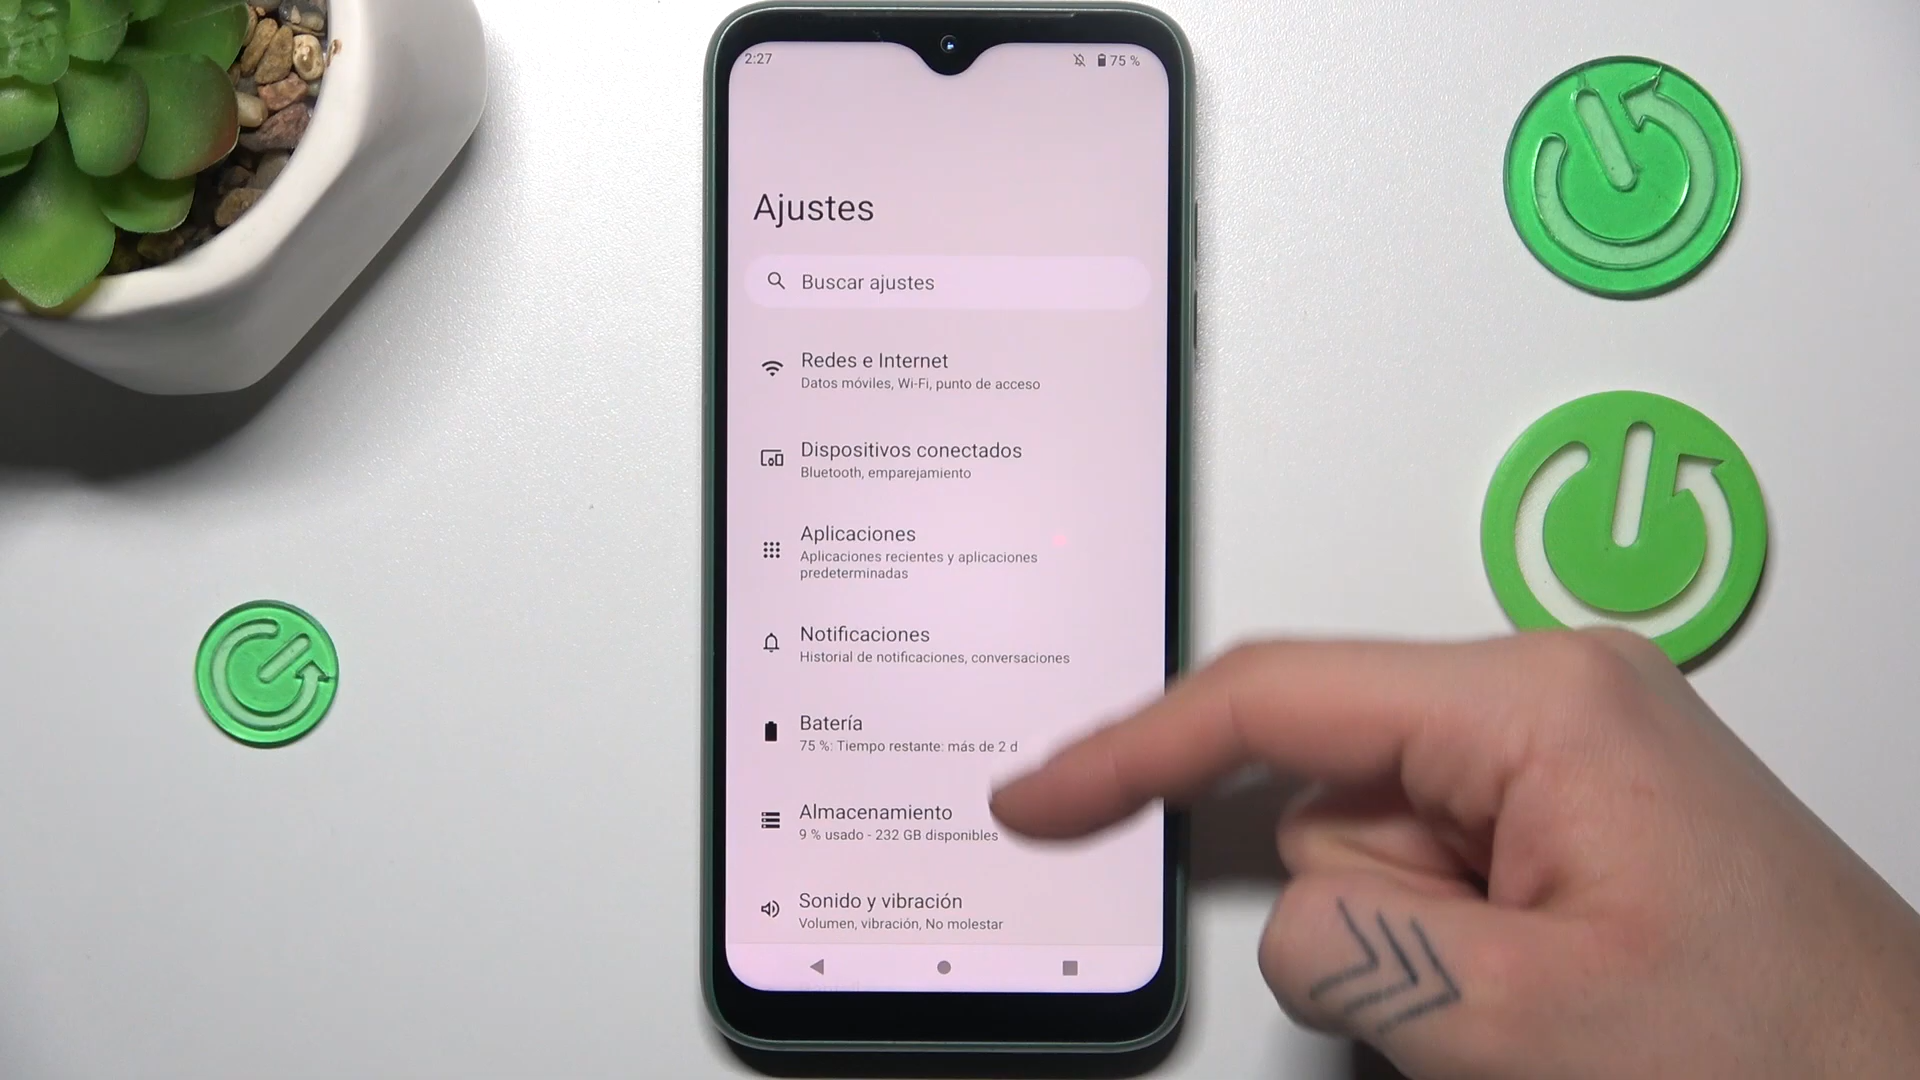 2:27
75 %
Ajustes
Buscar ajustes
Redes e Internet
Datos móviles, Wi-Fi, punto de acceso
Dispositivos conectados
Bluetooth, emparejamiento
Aplicaciones
Aplicaciones recientes y aplicaciones
predeterminadas
Notificaciones
Historial de notificaciones, conversaciones
Batería
75 %: Tiempo restante: más de 2 d
Almacenamiento
9 % usado - 232 GB disponibles
Sonido y vibración
Volumen, vibración, No molestar